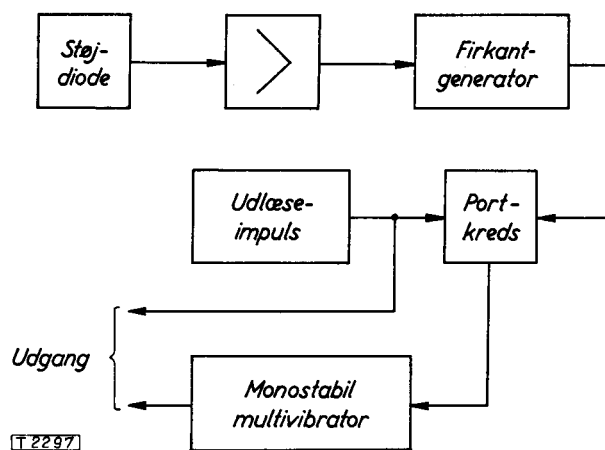 Støj-
diode
Firkant-
generator
Udlæse-
impuls
Port-
kreds
Udgang
Monostabil
multivibrator
T 2297